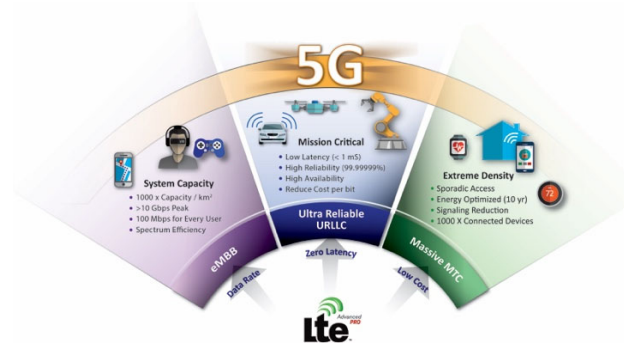 5G
System Capacity
• 1000 x Capacity / km²
• >10 Gbps Peak
• 100 Mbps for Every User
• Spectrum Efficiency
eMBB
Mission Critical
• Low Latency (< 1 mS)
• High Reliability (99.99999%)
• High Availability
• Reduce Cost per bit
Ultra Reliable
URLLC
Extreme Density
• Sporadic Access
• Energy Optimized (10 yr)
• Signaling Reduction
• 1000 X Connected Devices
72
Massive MTC
Data Rate
Zero Latency
Low Cost
Lte
Advanced
PRO